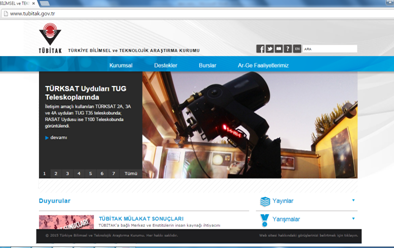 BİLİMSEL ve TEK
www.tubitak.gov.tr
TÜBİTAK
TÜRKİYE BİLİMSEL VE TEKNOLOJİK ARAŞTIRMA KURUMU
EN
ARA
Kurumsal
Destekler
Burslar
Ar-Ge Faaliyetlerimiz
TÜRKSAT Uyduları TUG
Teleskoplarında
İletişim amaçlı kullanılan TÜRKSAT 2A, 3A
ve 4A uyduları TUG T35 teleskobunda;
RASAT Uydusu ise T100 Teleskobunda
görüntülendi.
devamı
1 2 3 4 5 6 7 Tümü
Duyurular
TÜBİTAK MÜLAKAT SONUÇLARI
TÜBİTAK'a bağlı Merkez ve Enstitülerin insan kaynağı ihtiyacını
Yayınlar
Yarışmalar
Türkiye Bilimsel ve Teknolojik Araştırma Kurumu. Her hakkı saklıdır.